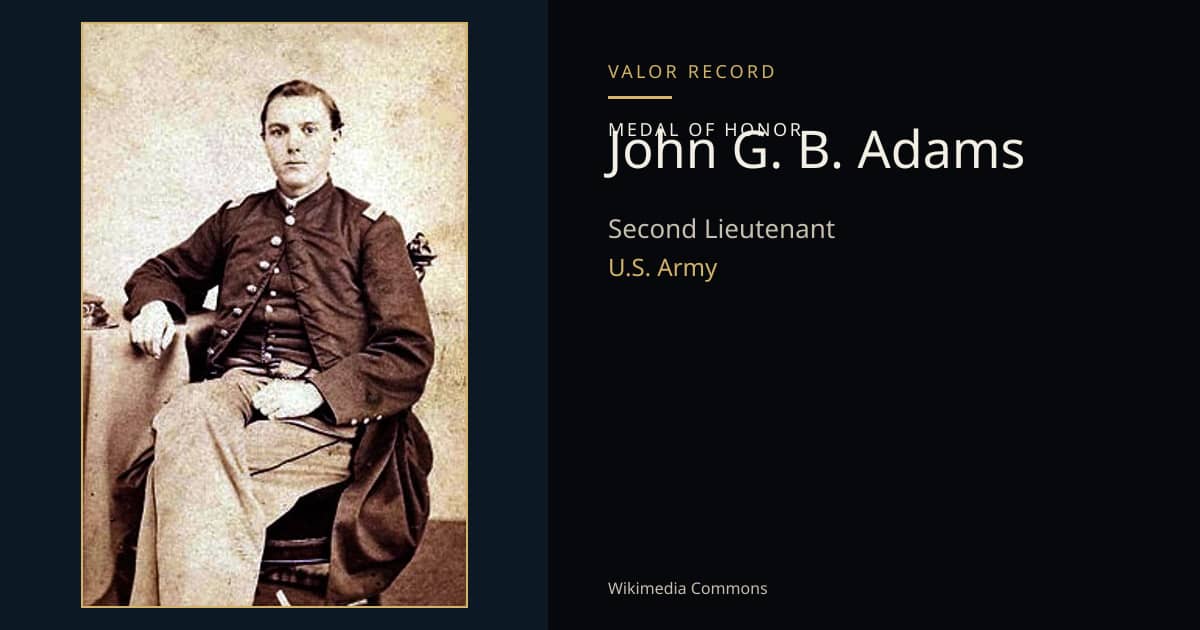 VALOR RECORD
MEDAL OF HONOR
John G. B. Adams
Second Lieutenant
U.S. Army
Wikimedia Commons